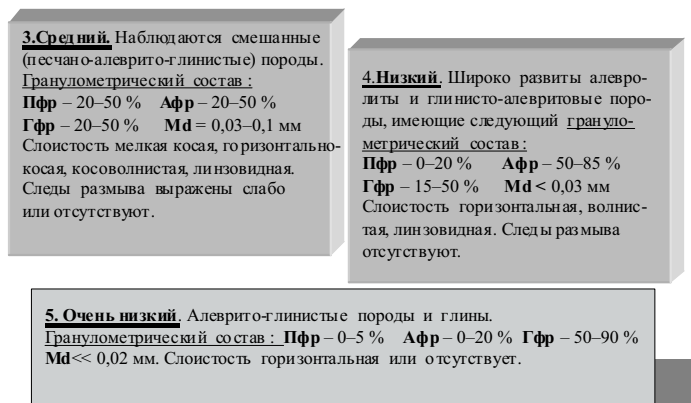 3.Средний. Наблюдаются смешанные
(песчано-алеврито-глинистые) породы.
Гранулометрический состав :
Пфр – 20–50 % Афр – 20–50 %
Гфр – 20–50 % Md = 0,03–0,1 мм
Слоистость мелкая косая, горизонтально-
косая, косоволнистая, линзовидная.
Следы размыва выражены слабо
или отсутствуют.
4.Низкий. Широко развиты алевро-
литы и глинисто-алевритовые поро-
ды, имеющие следующий грануло-
метрический состав :
Пфр – 0–20 % Афр – 50–85 %
Гфр – 15–50 % Md < 0,03 мм
Слоистость горизонтальная, волнис-
тая, линзовидная. Следы размыва
отсутствуют.
5. Очень низкий. Алеврито-глинистые породы и глины.
Гранулометрический состав : Пфр – 0–5 % Афр – 0–20 % Гфр – 50–90 %
Md<< 0,02 мм. Слоистость горизонтальная или отсутствует.